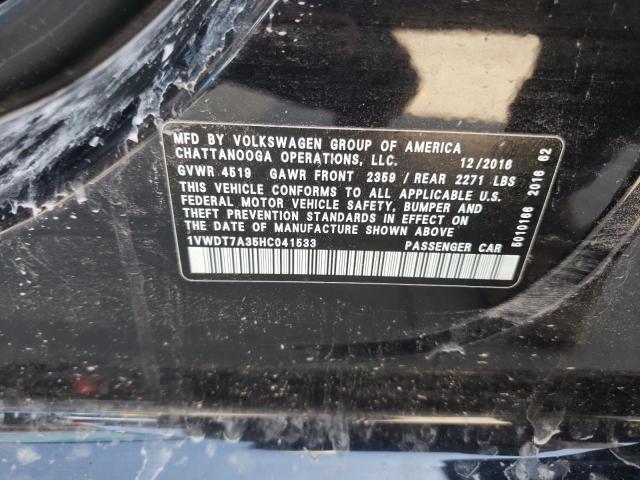 MFD BY VOLKSWAGEN GROUP OF AMERICA
CHATTANOOGA OPERATIONS, LLC. 12/2016
GVWR 4519 GAWR FRONT 2359 / REAR 2271 LBS
THIS VEHICLE CONFORMS TO ALL APPLICABLE U.S.
FEDERAL MOTOR VEHICLE SAFETY, BUMPER AND
THEFT PREVENTION STANDARDS IN EFFECT ON
THE DATE OF MANUFACTURE SHOWN ABOVE
1VWDT7A35HC041533 PASSENGER CAR
5010166 2016 62